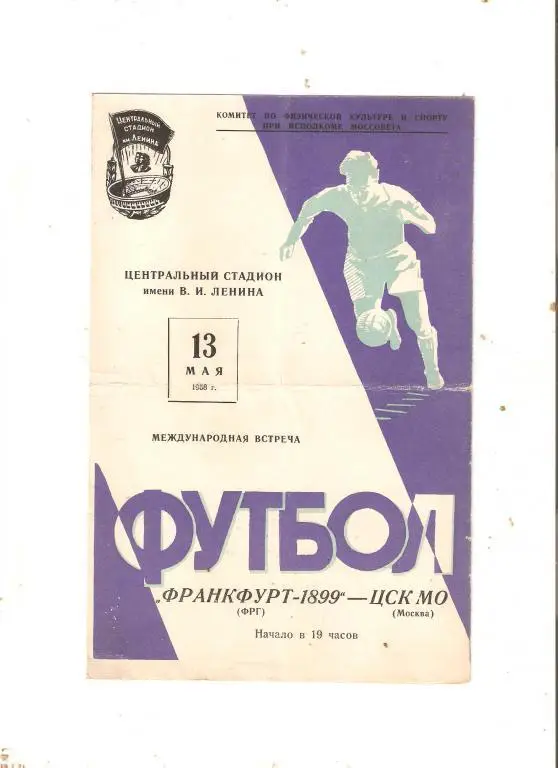 ЦЕНТРАЛЬНЫЙ
СТАДИОН
им. ЛЕНИНА
КОМИТЕТ ПО ФИЗИЧЕСКОЙ КУЛЬТУРЕ И СПОРТУ
ПРИ ИСПОЛКОМЕ МОССОВЕТА
ЦЕНТРАЛЬНЫЙ СТАДИОН
имени В. И. ЛЕНИНА
13
МАЯ
1958 г.
МЕЖДУНАРОДНАЯ ВСТРЕЧА
ФУТБОЛ
„ФРАНКФУРТ-1899“—ЦСК МО
(ФРГ) (Москва)
Начало в 19 часов